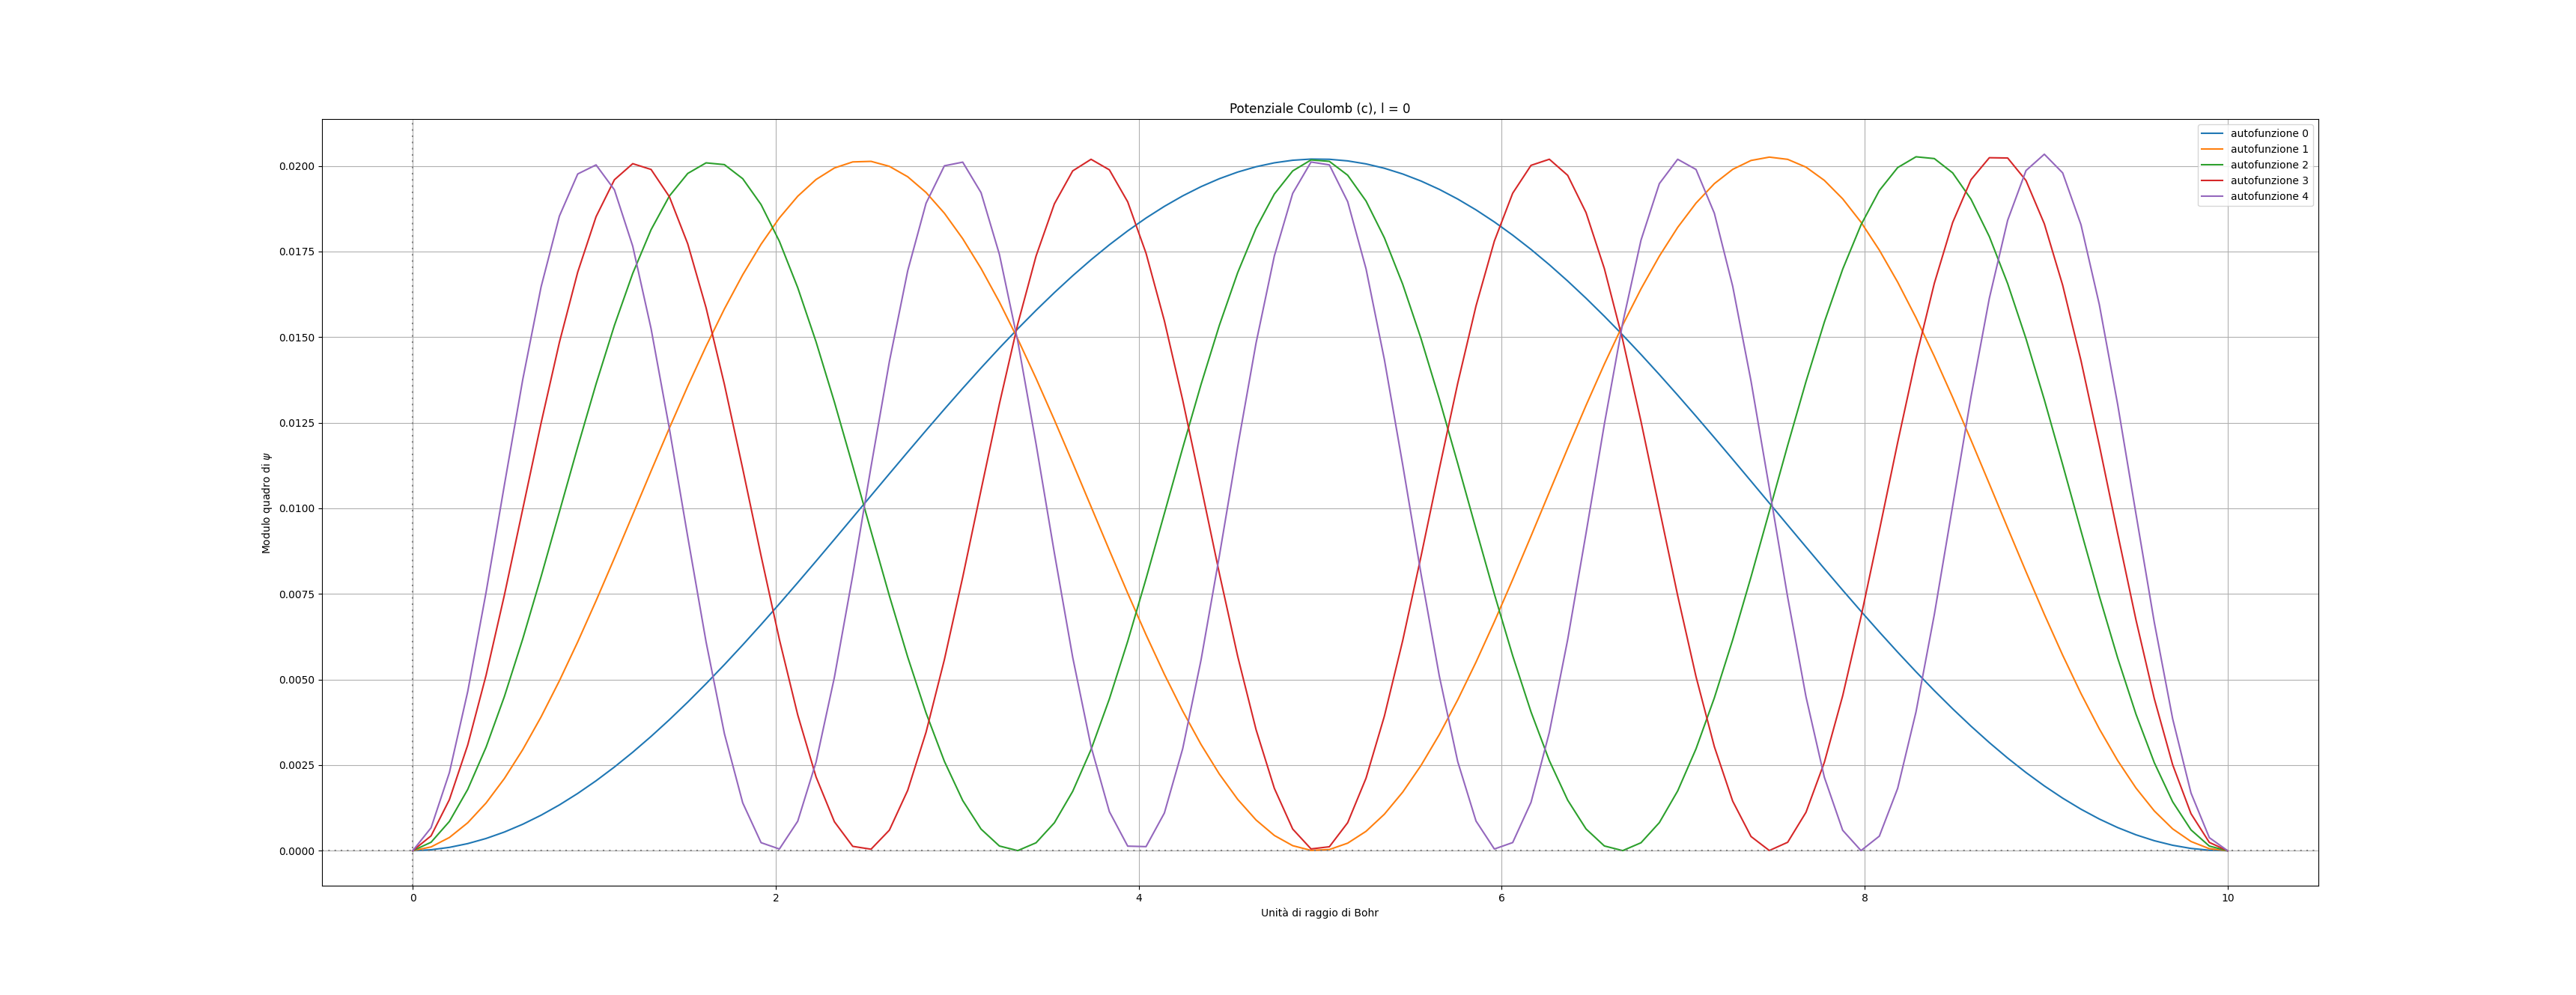 Potenziale Coulomb (c), l = 0
autofunzione 0
autofunzione 1
autofunzione 2
autofunzione 3
autofunzione 4
Modulo quadro di ψ
0.0200
0.0175
0.0150
0.0125
0.0100
0.0075
0.0050
0.0025
0.0000
0 2 4 6 8 10
Unità di raggio di Bohr